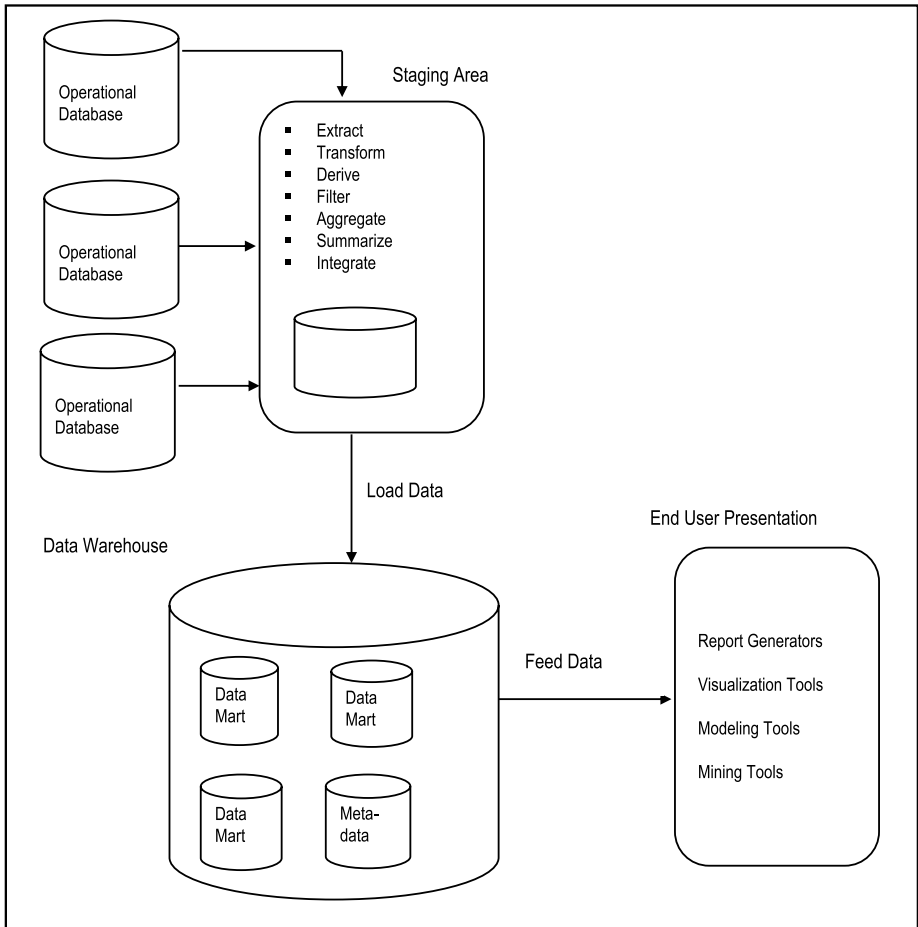 Operational
Database
Staging Area
Extract
Transform
Derive
Filter
Aggregate
Summarize
Integrate
Operational
Database
Operational
Database
Load Data
Data Warehouse
End User Presentation
Data
Mart
Data
Mart
Data
Mart
Meta-
data
Feed Data
Report Generators
Visualization Tools
Modeling Tools
Mining Tools